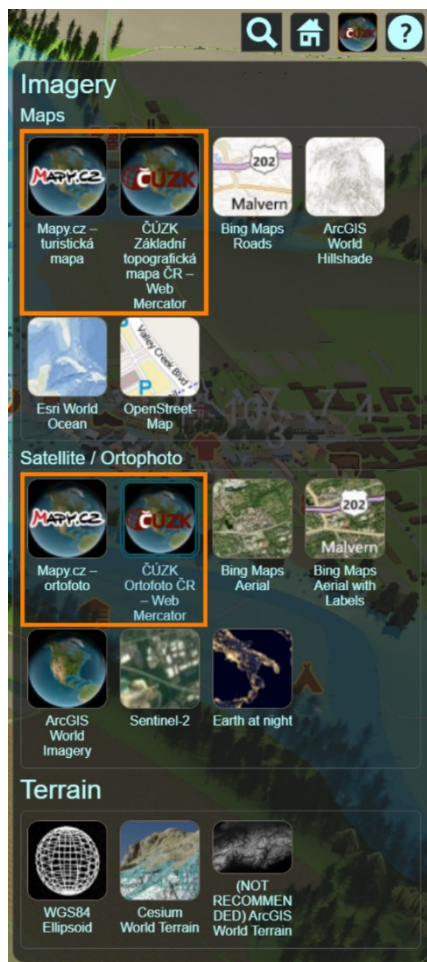 ČÚZK
?
Imagery
Maps
MAPY.CZ
ČÚZK
202
Malvern
Mapy.cz –
turistická
mapa
ČÚZK
Základní
topografická
mapa ČR –
Web
Mercator
Bing Maps
Roads
ArcGIS
World
Hillshade
Valley Creek Blvd
P
Esri World
Ocean
OpenStreet-
Map
Satellite / Ortophoto
MAPY.CZ
ČÚZK
202
Malvern
Mapy.cz –
ortofoto
ČÚZK
Ortofoto ČR
– Web
Mercator
Bing Maps
Aerial
Bing Maps
Aerial with
Labels
ArcGIS
World
Imagery
Sentinel-2
Earth at night
Terrain
WGS84
Ellipsoid
Cesium
World Terrain
(NOT
RECOMMEN
DED) ArcGIS
World Terrain